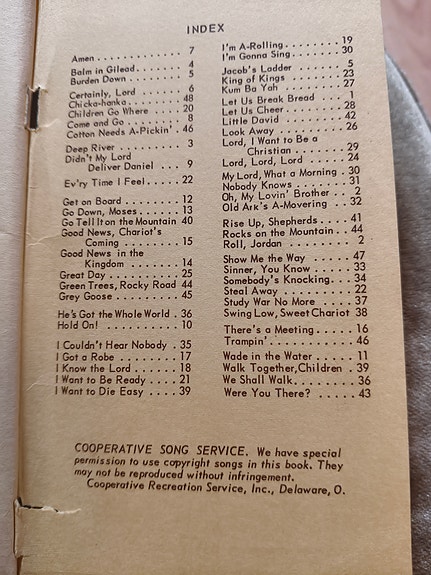 INDEX
Amen . . . . . . . . . . . . . 7
Balm in Gilead . . . . . . . . 4
Burden Down . . . . . . . . . 5
Certainly, Lord . . . . . . . . 6
Chicka-hanka . . . . . . . . . 48
Children Go Where . . . . . . 20
Come and Go . . . . . . . . . 8
Cotton Needs A-Pickin' . . . . 46
Deep River . . . . . . . . . . 3
Didn't My Lord
Deliver Daniel . . . . . . . . 9
Ev'ry Time I Feel . . . . . . . 22
Get on Board . . . . . . . . . 12
Go Down, Moses . . . . . . . 13
Go Tell It on the Mountain 40
Good News, Chariot's
Coming . . . . . . . . . . . 15
Good News in the
Kingdom . . . . . . . . . . 14
Great Day . . . . . . . . . . . 25
Green Trees, Rocky Road 44
Grey Goose . . . . . . . . . . 45
He's Got the Whole World . 36
Hold On! . . . . . . . . . . . 10
I Couldn't Hear Nobody . 35
I Got a Robe . . . . . . . . . 17
I Know the Lord . . . . . . . 18
I Want to Be Ready . . . . . 21
I Want to Die Easy . . . . . 39
I'm A-Rolling . . . . . . . . . 19
I'm Gonna Sing . . . . . . . . 30
Jacob's Ladder . . . . . . . . 5
King of Kings . . . . . . . . . 23
Kum Ba Yah . . . . . . . . . . 27
Let Us Break Bread . . . . . 1
Let Us Cheer . . . . . . . . . 28
Little David . . . . . . . . . . 42
Look Away . . . . . . . . . . 26
Lord, I Want to Be a
Christian . . . . . . . . . . . 29
Lord, Lord, Lord . . . . . . . 24
My Lord, What a Morning . 30
Nobody Knows . . . . . . . . 31
Oh, My Lovin' Brother . . . 2
Old Ark's A-Movering . . . 32
Rise Up, Shepherds . . . . . 41
Rocks on the Mountain . . . 44
Roll, Jordan . . . . . . . . . 2
Show Me the Way . . . . . . 47
Sinner, You Know . . . . . . 33
Somebody's Knocking . . . . 34
Steal Away . . . . . . . . . . 22
Study War No More . . . . . 37
Swing Low, Sweet Chariot 38
There's a Meeting . . . . . . 16
Trampin' . . . . . . . . . . . 46
Wade in the Water . . . . . 11
Walk Together, Children . 39
We Shall Walk . . . . . . . . 36
Were You There? . . . . . . 43
COOPERATIVE SONG SERVICE. We have special
permission to use copyright songs in this book. They
may not be reproduced without infringement.
Cooperative Recreation Service, Inc., Delaware, O.